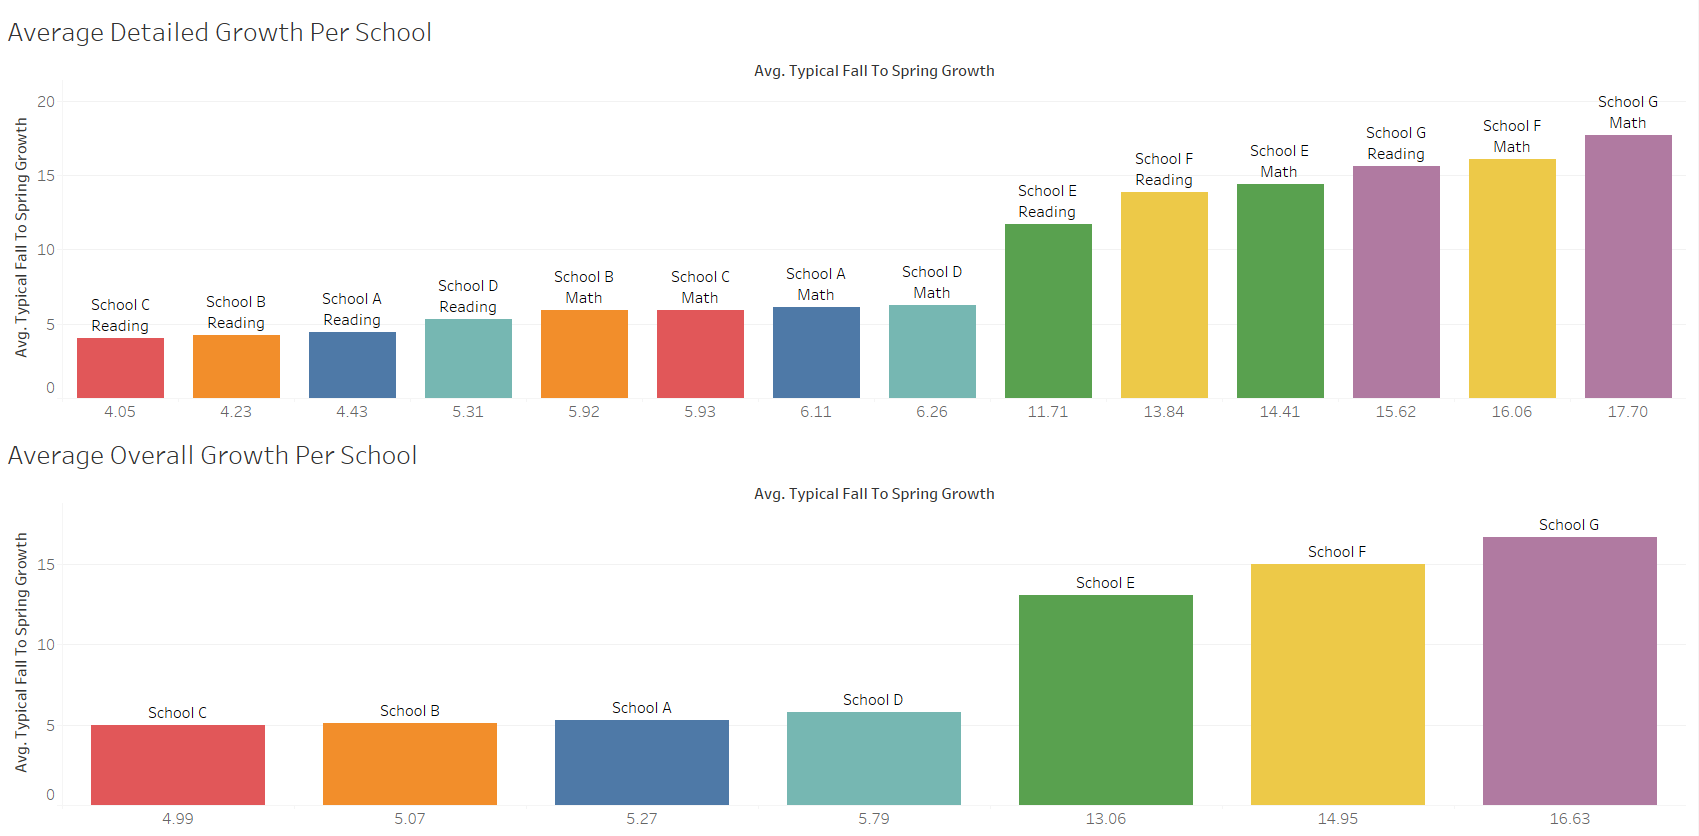 Average Detailed Growth Per School
Avg. Typical Fall To Spring Growth
Avg. Typical Fall To Spring Growth
20
15
10
5
0
School C
Reading
School B
Reading
School A
Reading
School D
Reading
School B
Math
School C
Math
School A
Math
School D
Math
School E
Reading
School F
Reading
School E
Math
School G
Reading
School F
Math
School G
Math
4.05
4.23
4.43
5.31
5.92
5.93
6.11
6.26
11.71
13.84
14.41
15.62
16.06
17.70
Average Overall Growth Per School
Avg. Typical Fall To Spring Growth
Avg. Typical Fall To Spring Growth
15
10
5
0
School C
School B
School A
School D
School E
School F
School G
4.99
5.07
5.27
5.79
13.06
14.95
16.63